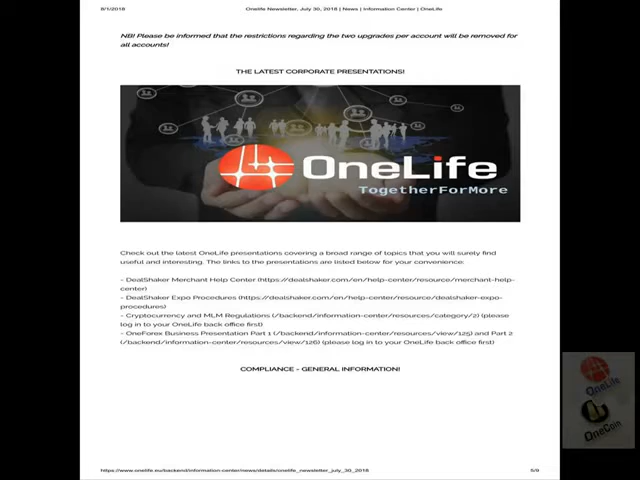 8/1/2018
Onelife Newsletter, July 30, 2018 | News | Information Center | OneLife
NB! Please be informed that the restrictions regarding the two upgrades per account will be removed for
all accounts!
THE LATEST CORPORATE PRESENTATIONS!
OneLife
TogetherForMore
Check out the latest OneLife presentations covering a broad range of topics that you will surely find
useful and interesting. The links to the presentations are listed below for your convenience:
- DealShaker Merchant Help Center (https://dealshaker.com/en/help-center/resource/merchant-help-
center)
- DealShaker Expo Procedures (https://dealshaker.com/en/help-center/resource/dealshaker-expo-
procedures)
- Cryptocurrency and MLM Regulations (/backend/information-center/resources/category/2) (please
log in to your OneLife back office first)
- OneForex Business Presentation Part 1 (/backend/information-center/resources/view/125) and Part 2
(/backend/information-center/resources/view/126) (please log in to your OneLife back office first)
COMPLIANCE - GENERAL INFORMATION!
OneLife
OneCoin
https://www.onelife.eu/backend/information-center/news/details/onelife_newsletter_july_30_2018
5/9